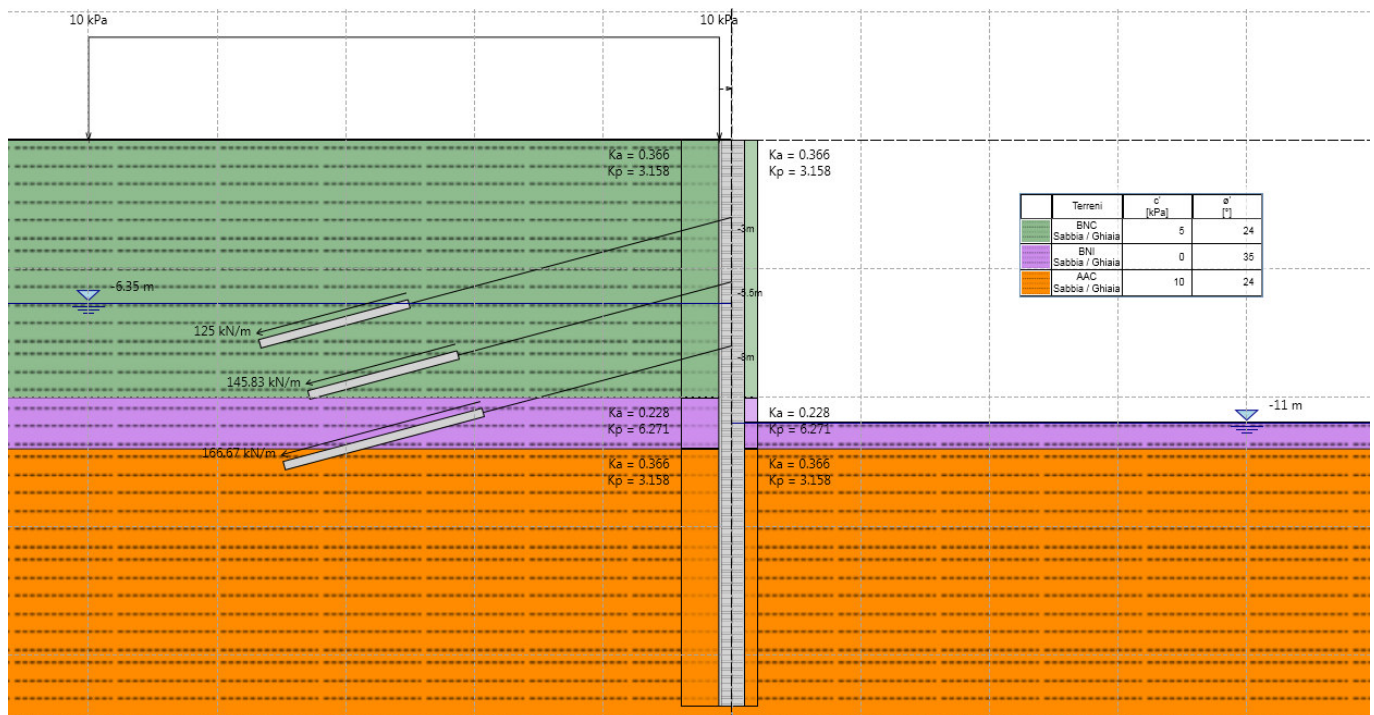 10 kPa
10 kPa
Ka = 0.366
Kp = 3.158
Ka = 0.366
Kp = 3.158
Terreni
c'
[kPa]
ø'
[°]
BNC
Sabbia / Ghiaia
5
24
BNI
Sabbia / Ghiaia
0
35
AAC
Sabbia / Ghiaia
10
24
-3m
-6.35 m
-5.5m
125 kN/m
-8m
145.83 kN/m
-11 m
Ka = 0.228
Kp = 6.271
Ka = 0.228
Kp = 6.271
166.67 kN/m
Ka = 0.366
Kp = 3.158
Ka = 0.366
Kp = 3.158